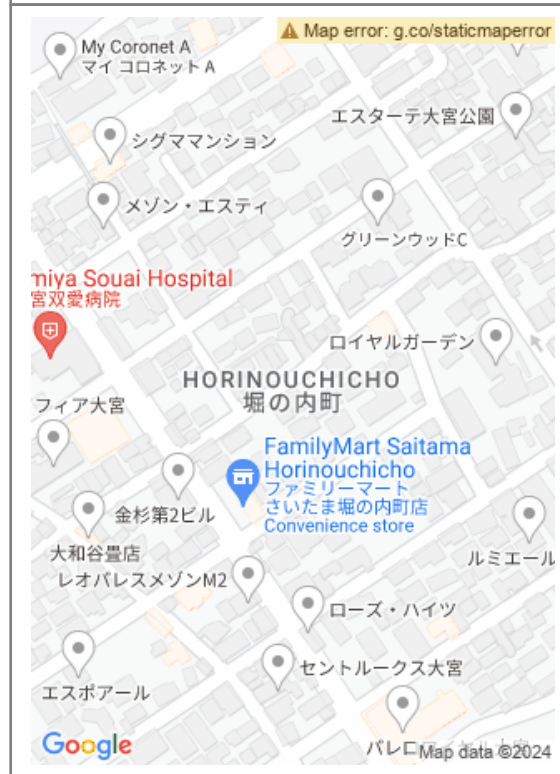 Map error: g.co/staticmaperror
My Coronet A
マイ コロネット A
エスターテ大宮公園
シグママンション
メゾン・エスティ
グリーンウッドC
miya Souai Hospital
宮双愛病院
ロイヤルガーデン
HORINOUCHICHO
堀の内町
フィア大宮
FamilyMart Saitama
Horinouchicho
ファミリーマート
さいたま堀の内町店
Convenience store
金杉第2ビル
大和谷畳店
ルミエール
レオパレスメゾンM2
ローズ・ハイツ
セントルークス大宮
エスポアール
Google
Map data ©2024